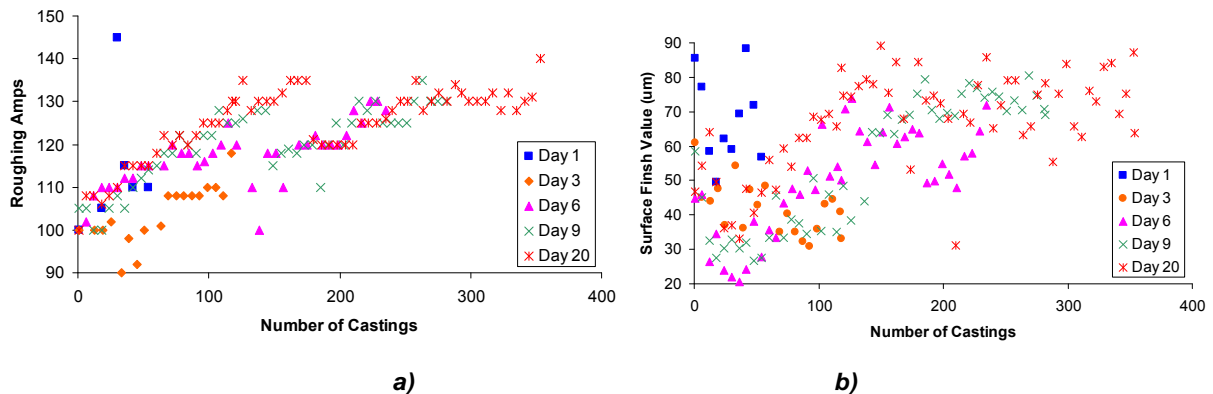 150
140
130
120
110
100
90
0 100 200 300 400
Roughing Amps
Number of Castings
Day 1
Day 3
Day 6
Day 9
Day 20
a)
90
80
70
60
50
40
30
20
0 100 200 300 400
Surface Finsh Value (um)
Number of Castings
Day 1
Day 3
Day 6
Day 9
Day 20
b)